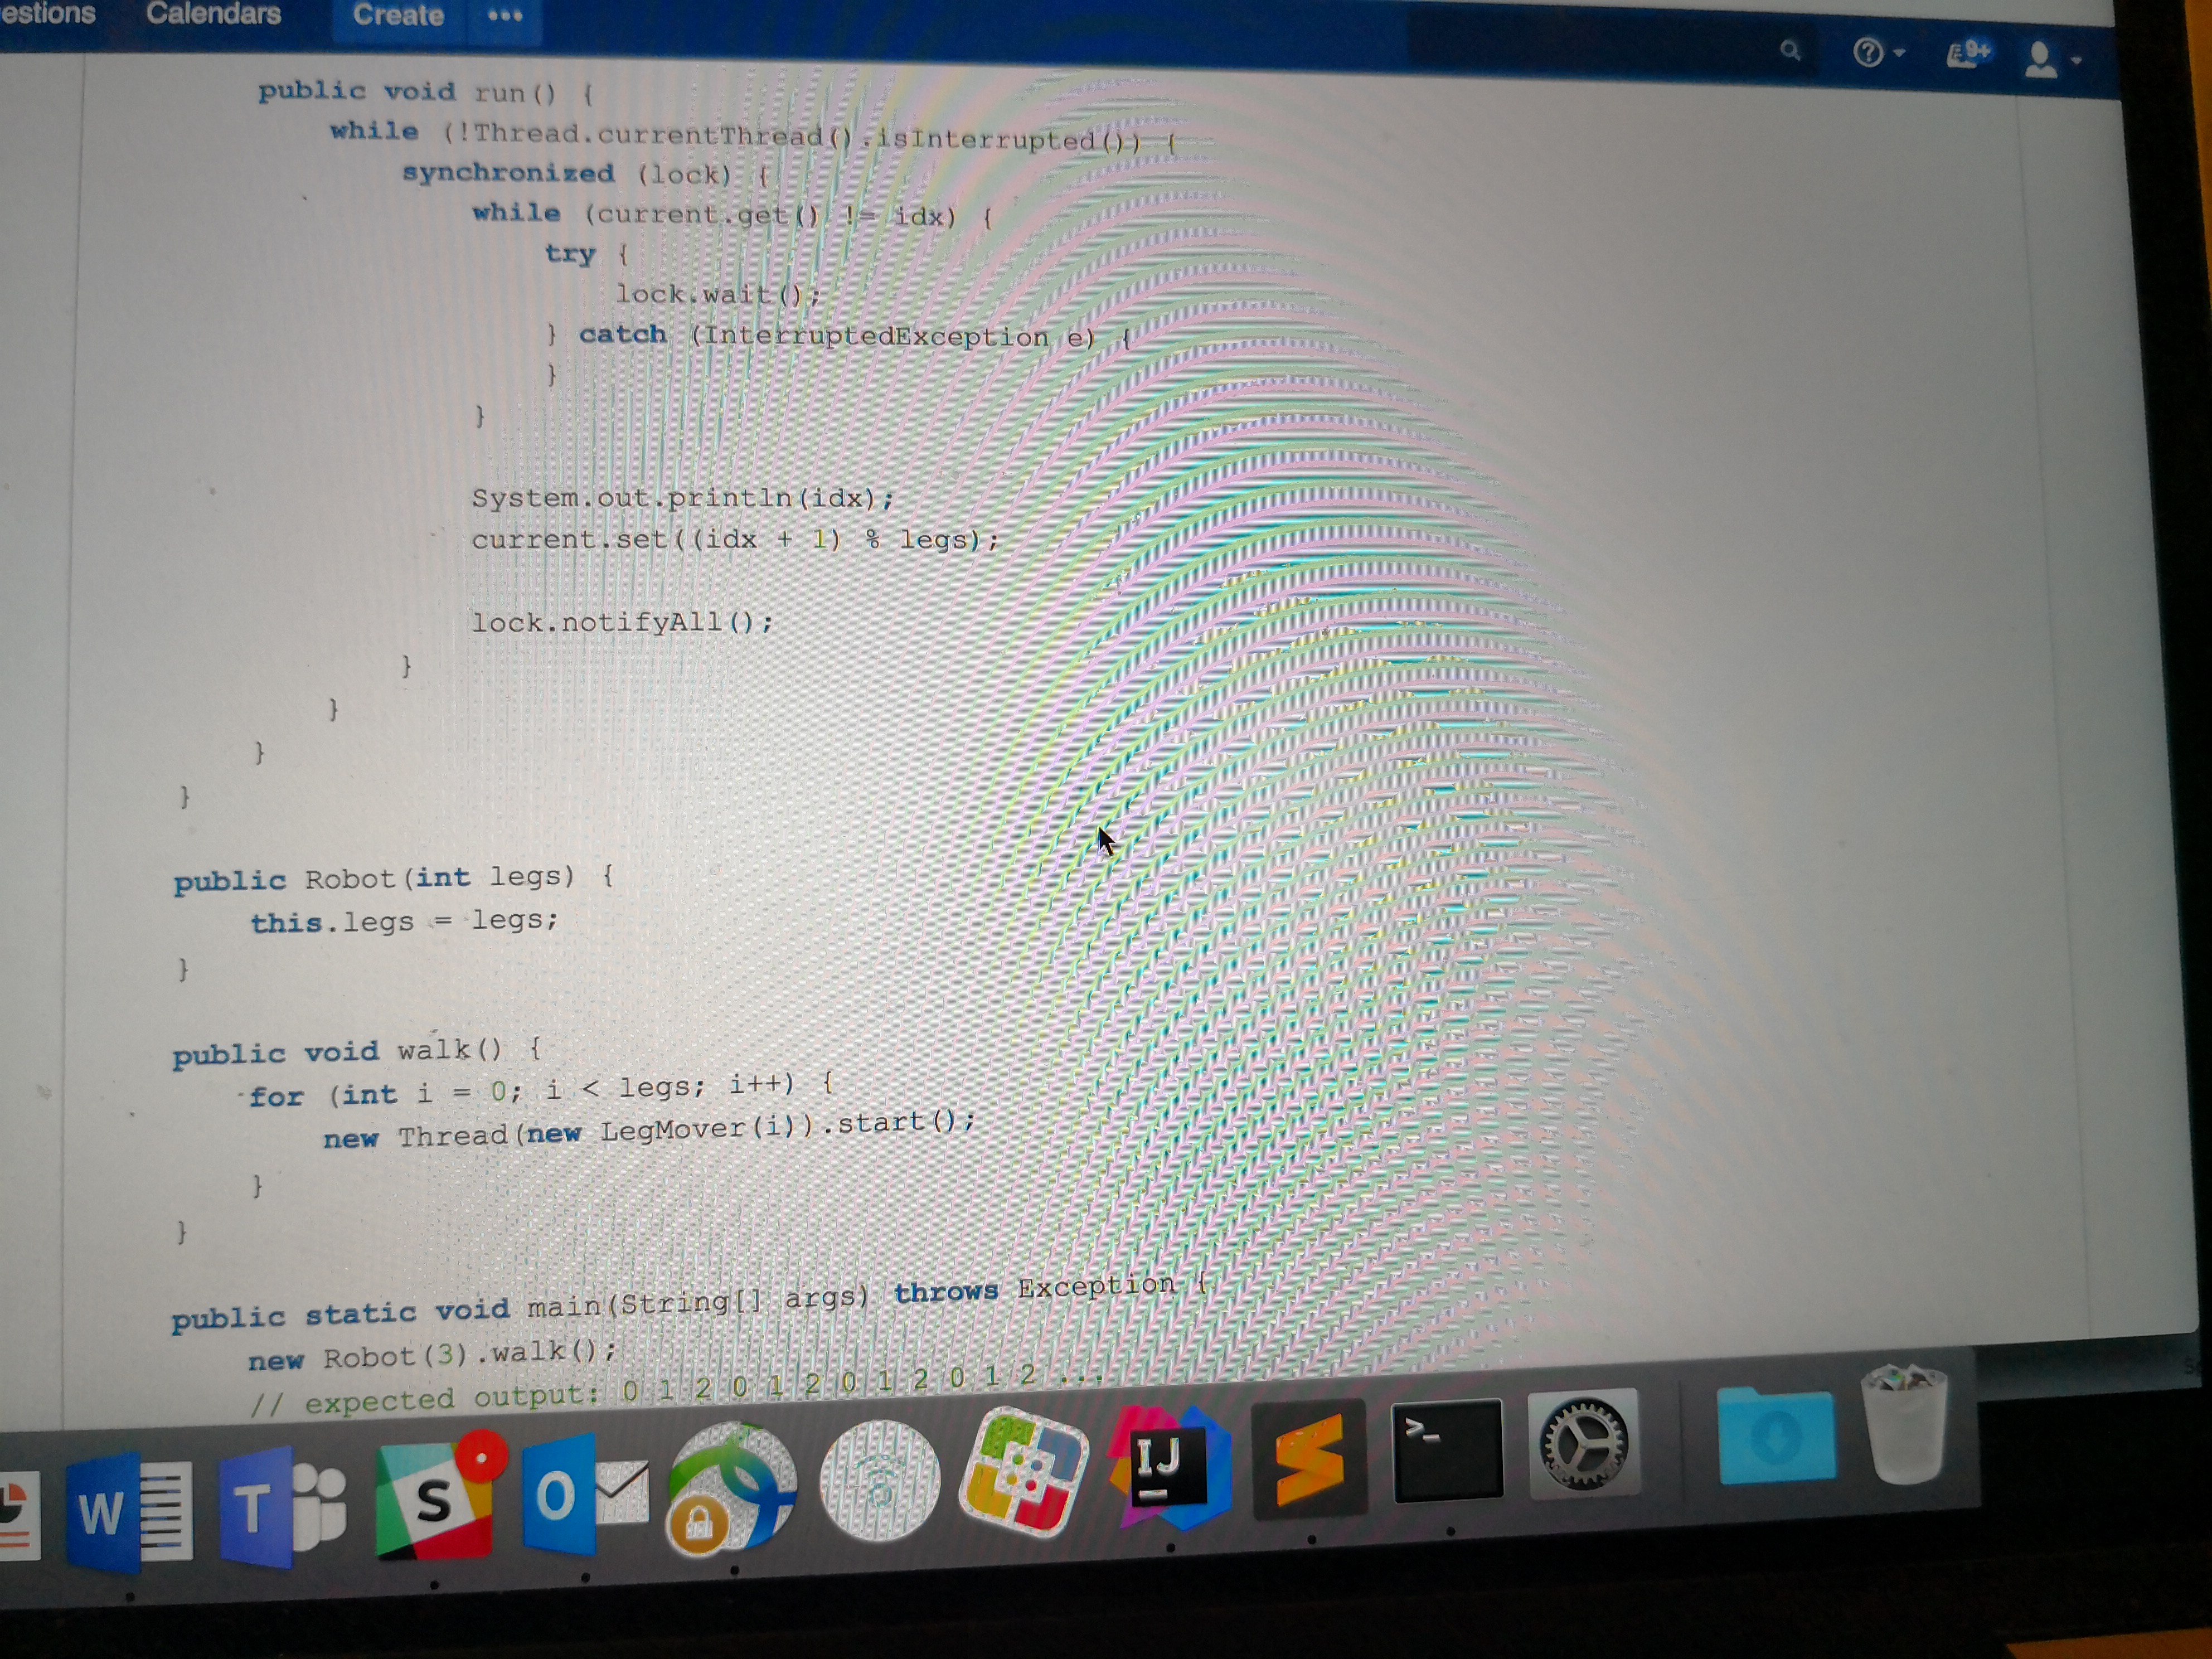 estions Calendars Create •••
9+
public void run() {
while (!Thread.currentThread().isInterrupted()) {
synchronized (lock) {
while (current.get() != idx) {
try {
lock.wait();
} catch (InterruptedException e) {
}
}
System.out.println(idx);
current.set((idx + 1) % legs);
lock.notifyAll();
}
}
}
}
public Robot(int legs) {
this.legs = legs;
}
public void walk() {
for (int i = 0; i < legs; i++) {
new Thread(new LegMover(i)).start();
}
}
public static void main(String[] args) throws Exception {
new Robot(3).walk();
// expected output: 0 1 2 0 1 2 0 1 2 0 1 2 ...
W T S O IJ S >_